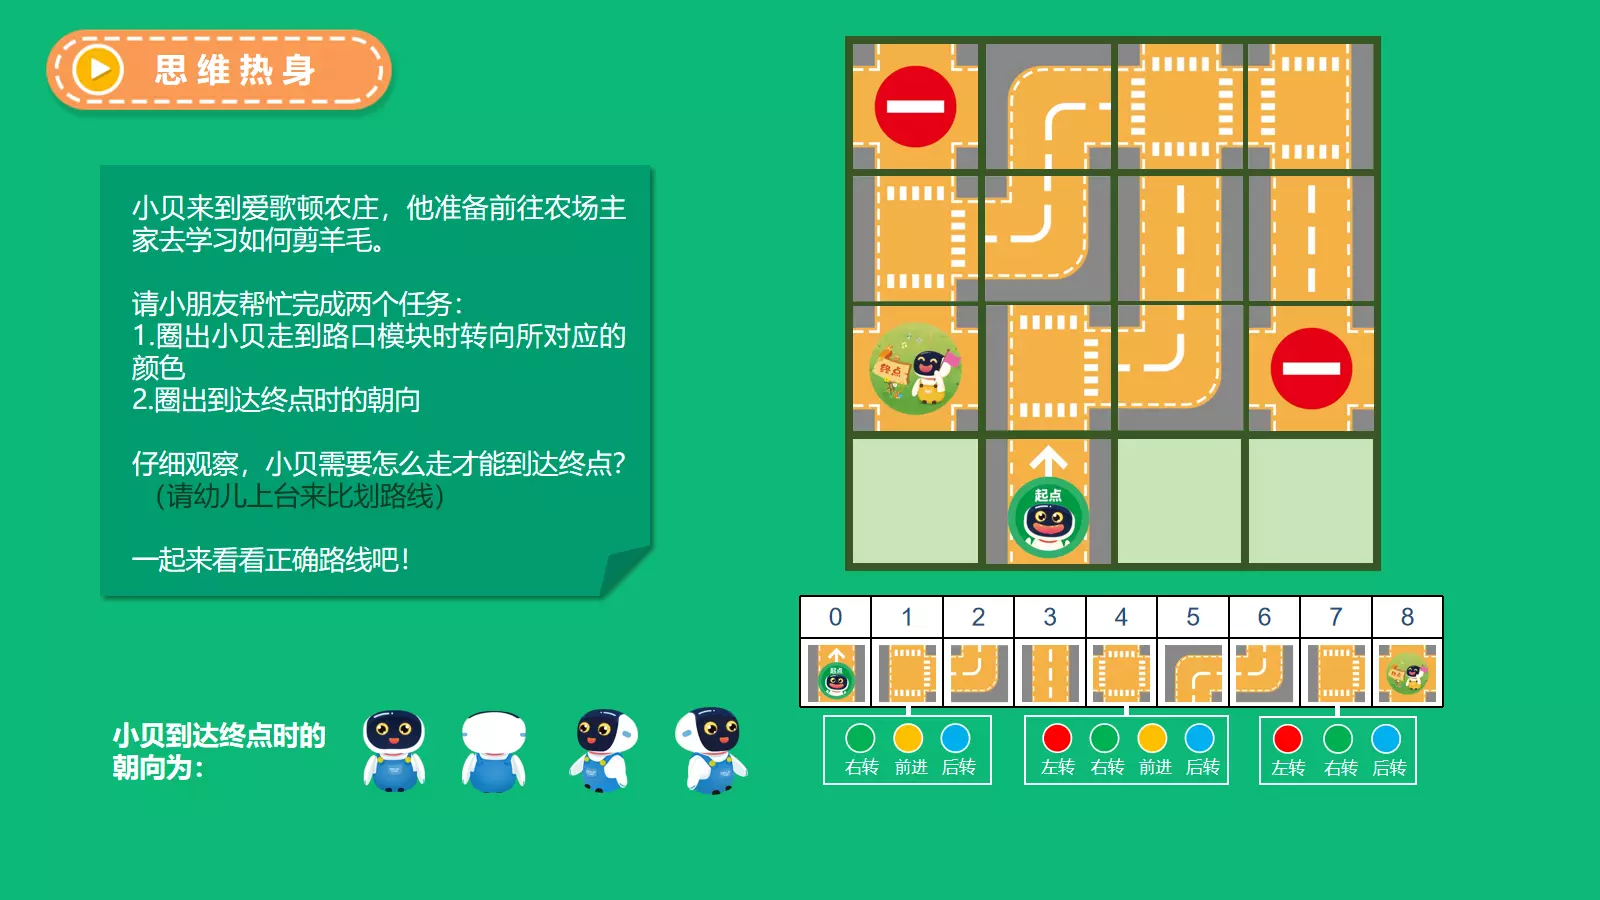 思维热身
小贝来到爱歌顿农庄，他准备前往农场主
家去学习如何剪羊毛。
请小朋友帮忙完成两个任务：
1.圈出小贝走到路口模块时转向所对应的
颜色
2.圈出到达终点时的朝向
仔细观察，小贝需要怎么走才能到达终点？
（请幼儿上台来比划路线）
一起来看看正确路线吧！
终点
起点
0 1 2 3 4 5 6 7 8
起点
右转 前进 后转
左转 右转 前进 后转
左转 右转 后转
小贝到达终点时的
朝向为：